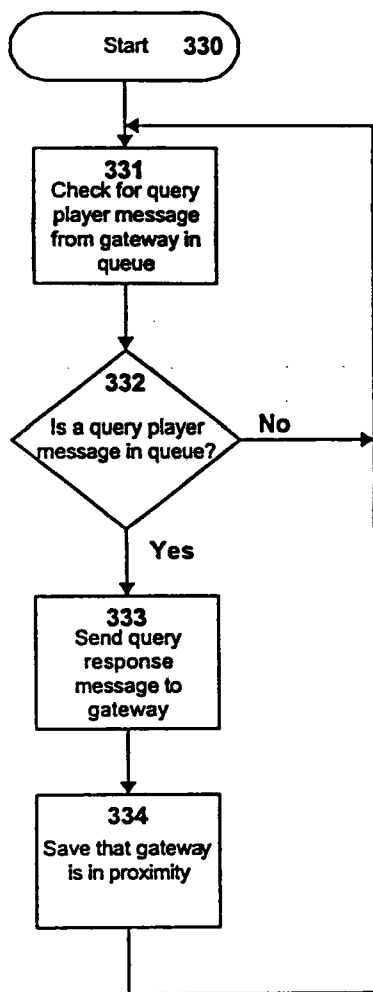 Start 330
331
Check for query
player message
from gateway in
queue
332
Is a query player
message in queue?
No
Yes
333
Send query
response
message to
gateway
334
Save that gateway
is in proximity